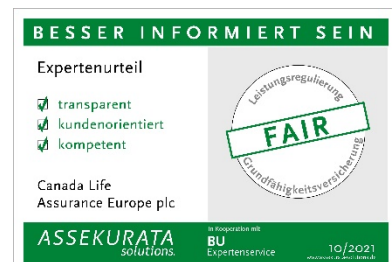 BESSER INFORMIERT SEIN
Expertenurteil
transparent
kundenorientiert
kompetent
Canada Life
Assurance Europe plc
Leistungsregulierung
FAIR
Grundfähigkeitsversicherung
ASSEKURATA
solutions
In Kooperation mit
BU
Expertenservice
10/2021